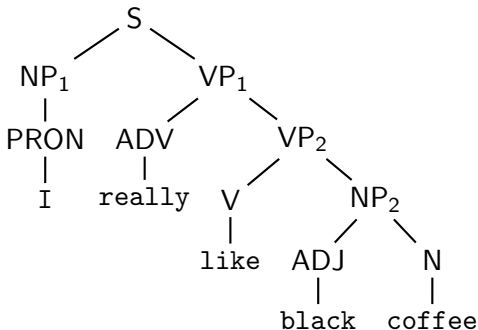 S
NP₁ VP₁
PRON ADV VP₂
I really V NP₂
like ADJ N
black coffee